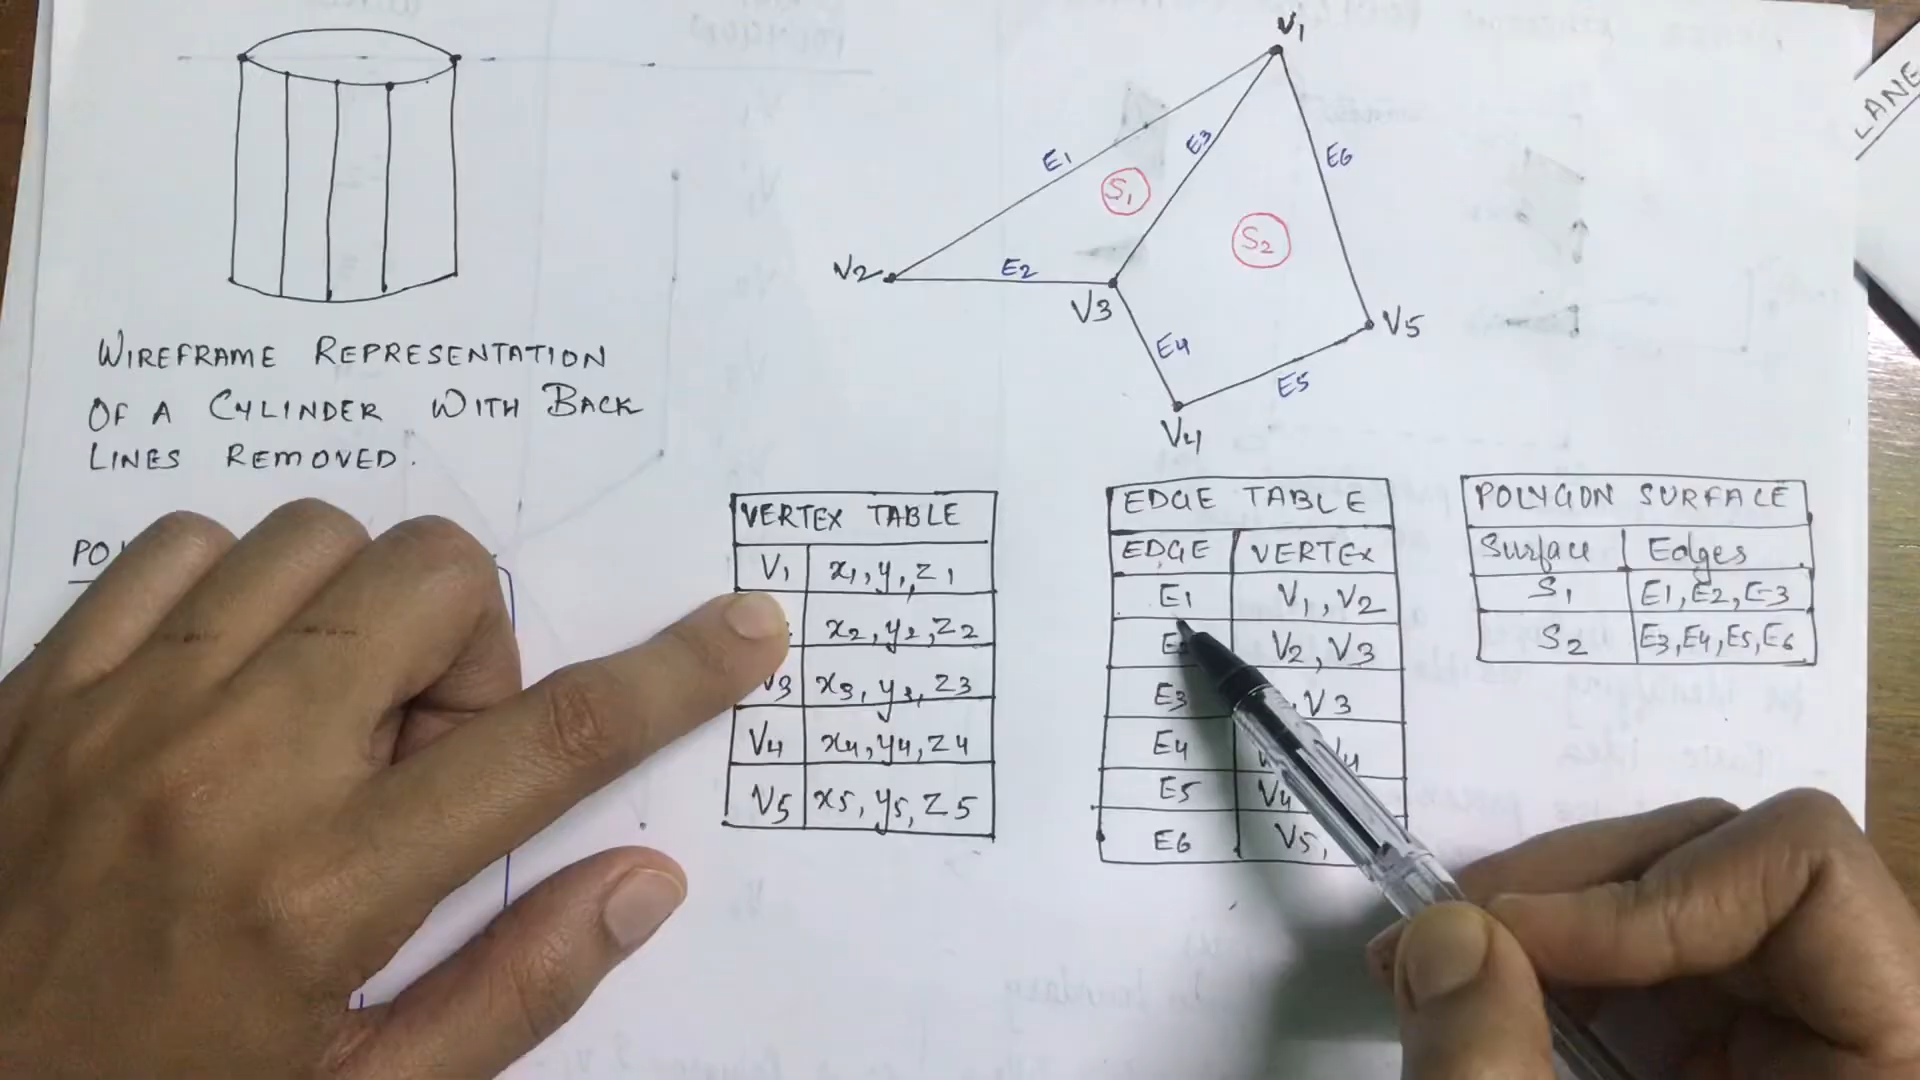 V1
E1
E3
E6
S1
S2
V2
E2
V3
V5
E4
E5
V4
WIREFRAME REPRESENTATION
OF A CYLINDER WITH BACK
LINES REMOVED.
LANE
VERTEX TABLE
V1 x1, y1, z1
x2, y2, z2
V3 x3, y3, z3
V4 x4, y4, z4
V5 x5, y5, z5
EDGE TABLE
EDGE VERTEX
E1 V1, V2
E2 V2, V3
E3 , V3
E4
E5 V4
E6 V5,
POLYGON SURFACE
Surface Edges
S1 E1, E2, E3
S2 E3, E4, E5, E6